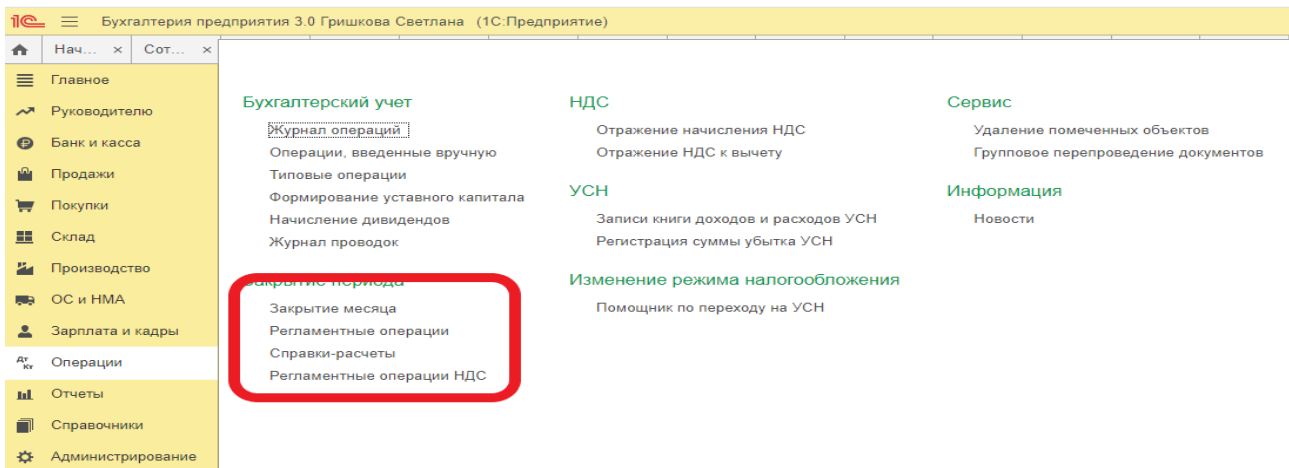 1С Бухгалтерия предприятия 3.0 Гришкова Светлана (1С:Предприятие)
Нач... × Сот... ×
Главное
Руководителю
Банк и касса
Продажи
Покупки
Склад
Производство
ОС и НМА
Зарплата и кадры
Дт Кт Операции
Отчеты
Справочники
Администрирование
Бухгалтерский учет
Журнал операций
Операции, введенные вручную
Типовые операции
Формирование уставного капитала
Начисление дивидендов
Журнал проводок
Закрытие периода
Закрытие месяца
Регламентные операции
Справки-расчеты
Регламентные операции НДС
НДС
Отражение начисления НДС
Отражение НДС к вычету
УСН
Записи книги доходов и расходов УСН
Регистрация суммы убытка УСН
Изменение режима налогообложения
Помощник по переходу на УСН
Сервис
Удаление помеченных объектов
Групповое перепроведение документов
Информация
Новости